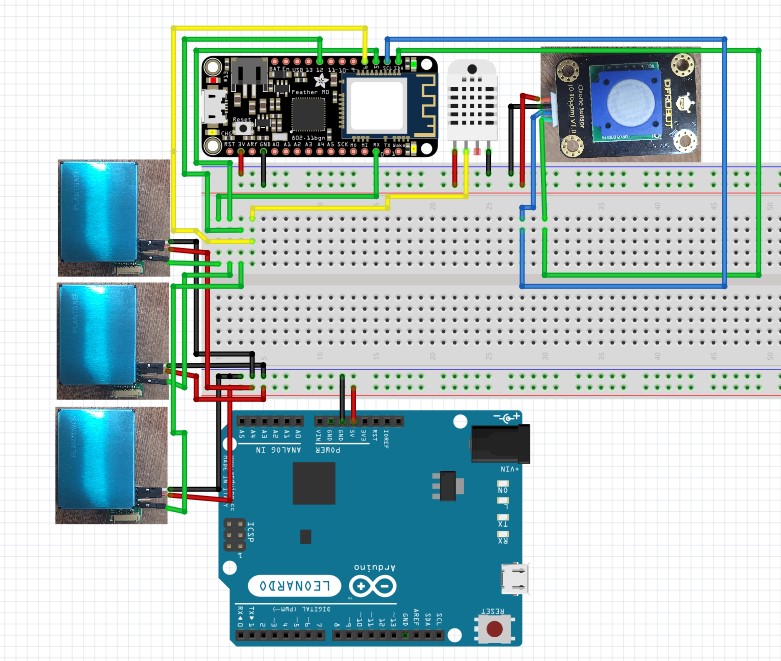 BAT En USB 13 12 11 10 9 6 5 SCL SDA
Feather M0
Reset
802.11bgn
RST 3V ARF GND A0 A1 A2 A3 A4 A5 SCK MO MI RX TX
Ozone Sensor
(0-10ppm) V1.0
DFROBOT
A5 A4 A3 A2 A1 A0
ANALOG IN
VIN GND GND 5V 3V3 RST IOREF
POWER
VIN
ON
L
TX
RX
ICSP
Arduino
LEONARDO
DIGITAL (PWM~)
RX 0 TX 1 2 ~3 4 ~5 ~6 7 8 ~9 ~10 ~11 12 ~13 GND AREF SDA SCL
RESET